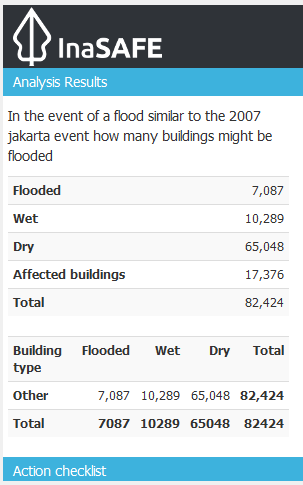 InaSAFE
Analysis Results
In the event of a flood similar to the 2007
jakarta event how many buildings might be
flooded
Flooded 7,087
Wet 10,289
Dry 65,048
Affected buildings 17,376
Total 82,424
Building type Flooded Wet Dry Total
Other 7,087 10,289 65,048 82,424
Total 7087 10289 65048 82424
Action checklist